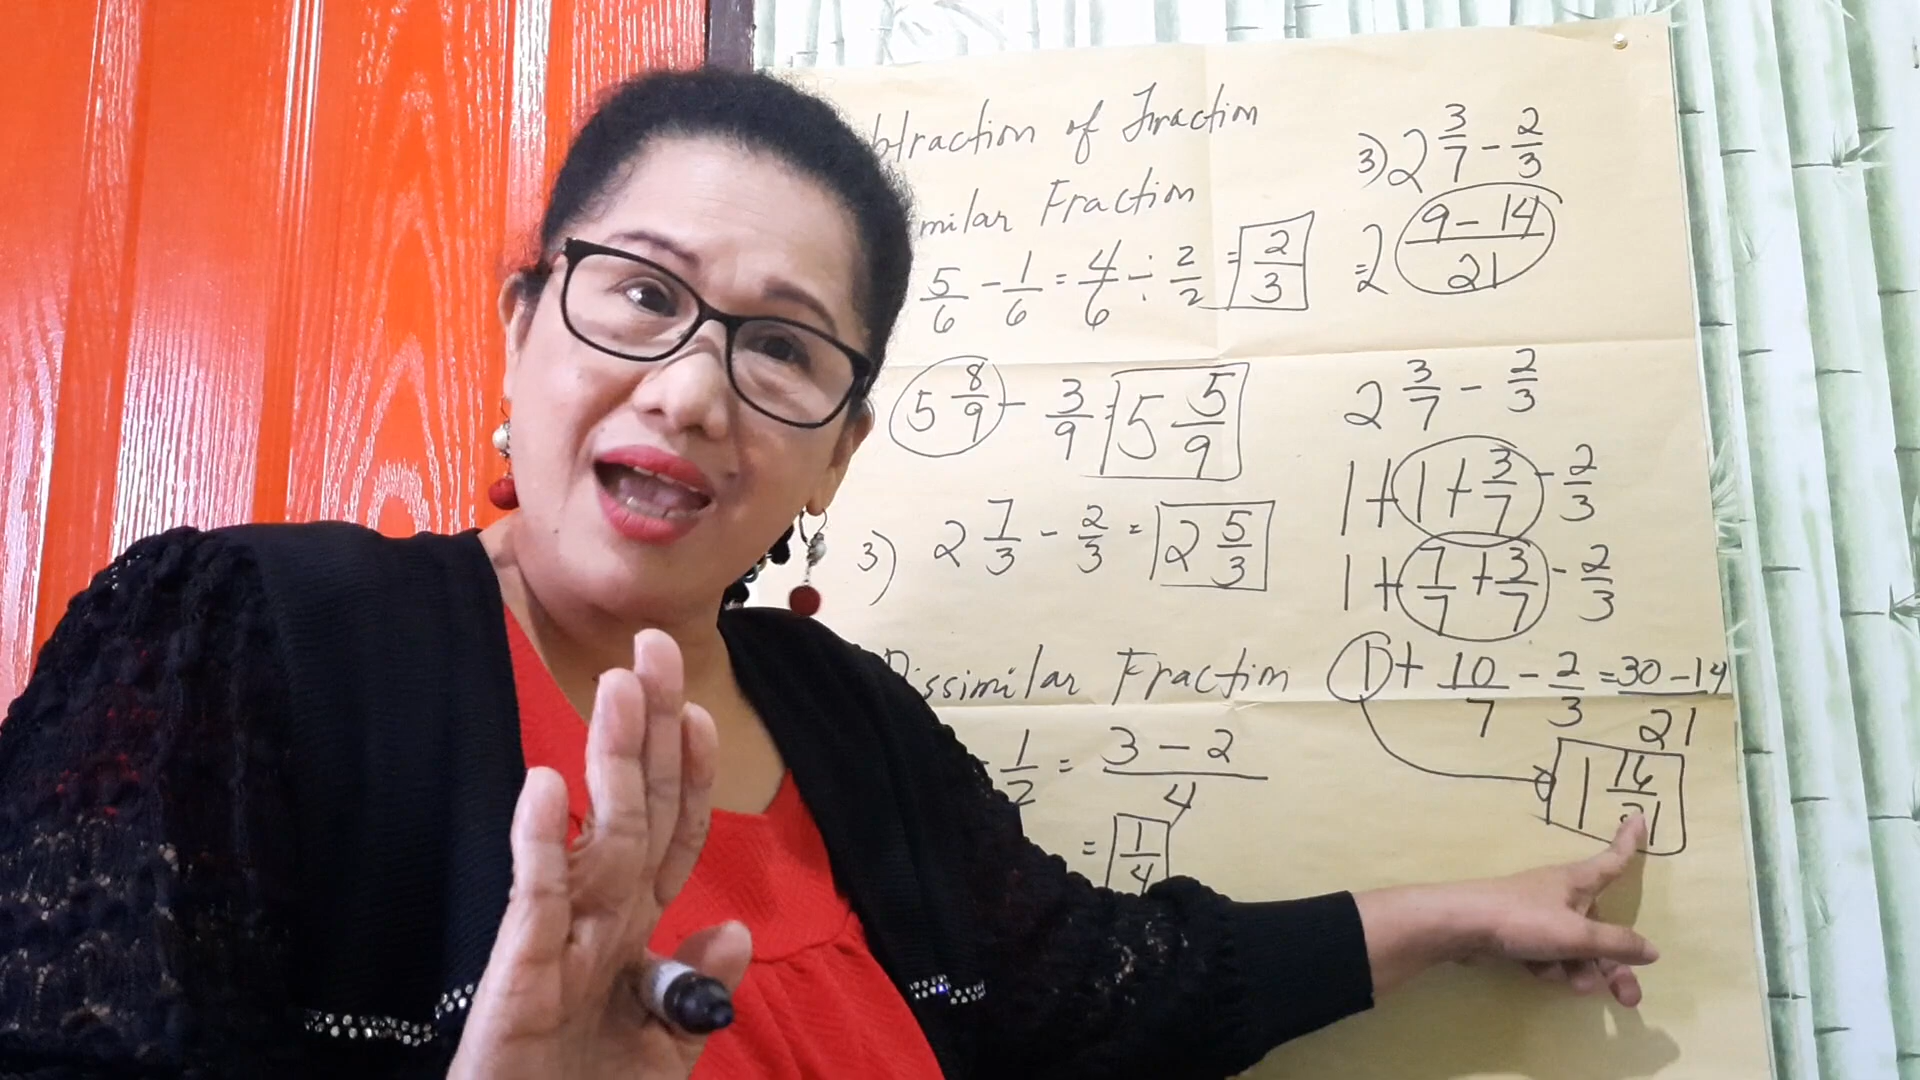 btraction of Fraction
milar Fraction
5/6 - 1/6 = 4/6 ÷ 2/2 = 2/3
5 8/9 - 3/9 = 5 5/9
3) 2 7/3 - 2/3 = 2 5/3
Dissimilar Fraction
- 1/2 = 3 - 2 / 4
= 1/4
3) 2 3/7 - 2/3
= 2 9 - 14 / 21
2 3/7 - 2/3
1 + 1 + 3/7 - 2/3
1 + 7/7 + 3/7 - 2/3
1 + 10/7 - 2/3 = 30 - 14 / 21
1 16/21